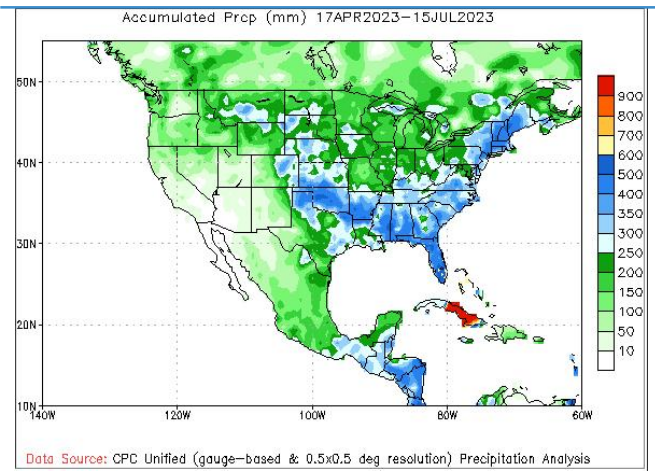 Accumulated Prcp (mm) 17APR2023-15JUL2023
50N
40N
30N
20N
10N
140W 120W 100W 80W 60W
900
800
700
600
500
400
350
300
250
200
150
100
50
10
Data Source: CPC Unified (gauge-based & 0.5x0.5 deg resolution) Precipitation Analysis